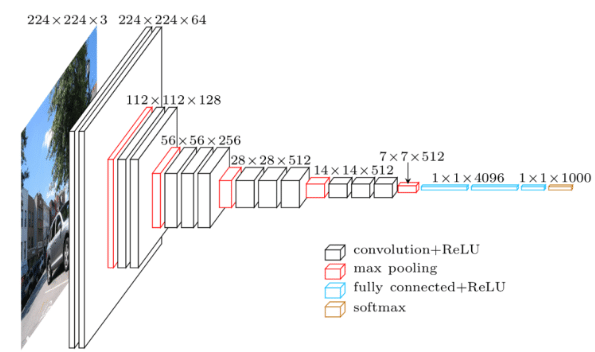 224×224×3
224×224×64
112×112×128
56×56×256
28×28×512
14×14×512
7×7×512
1×1×4096
1×1×1000
convolution+ReLU
max pooling
fully connected+ReLU
softmax